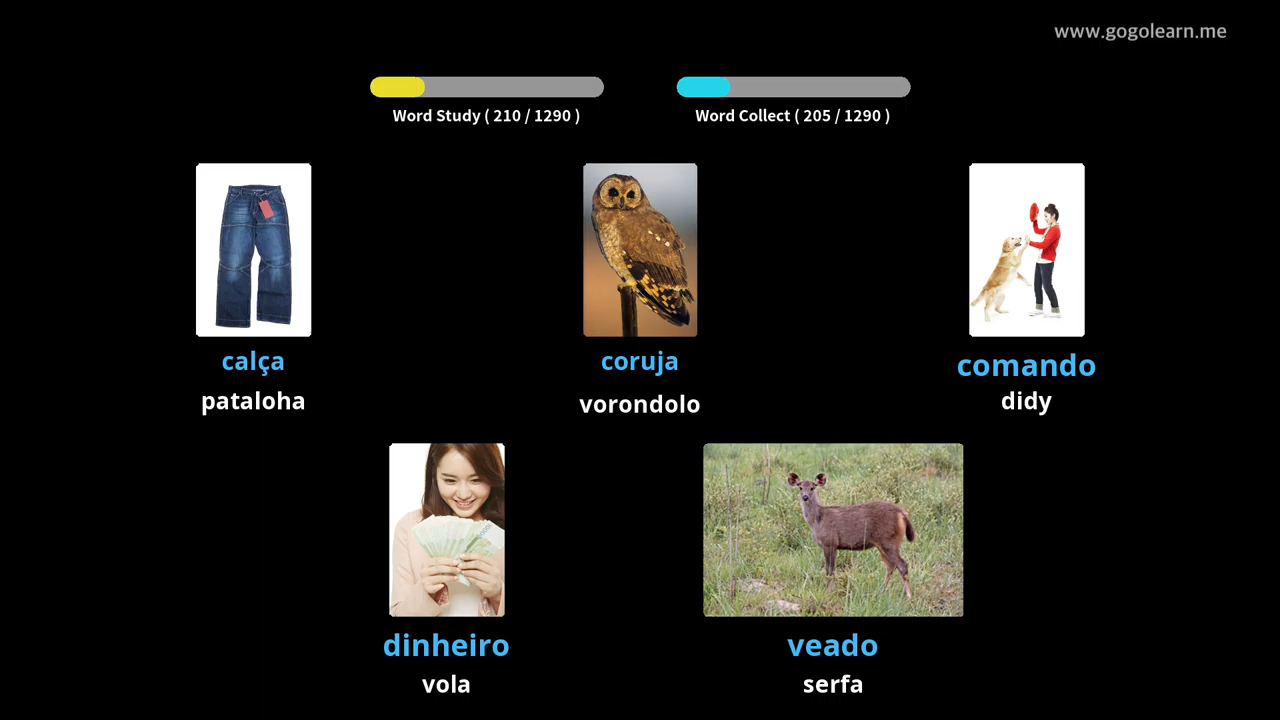 www.gogolearn.me
Word Study ( 210 / 1290 )
Word Collect ( 205 / 1290 )
calça
coruja
comando
pataloha
vorondolo
didy
dinheiro
veado
vola
serfa